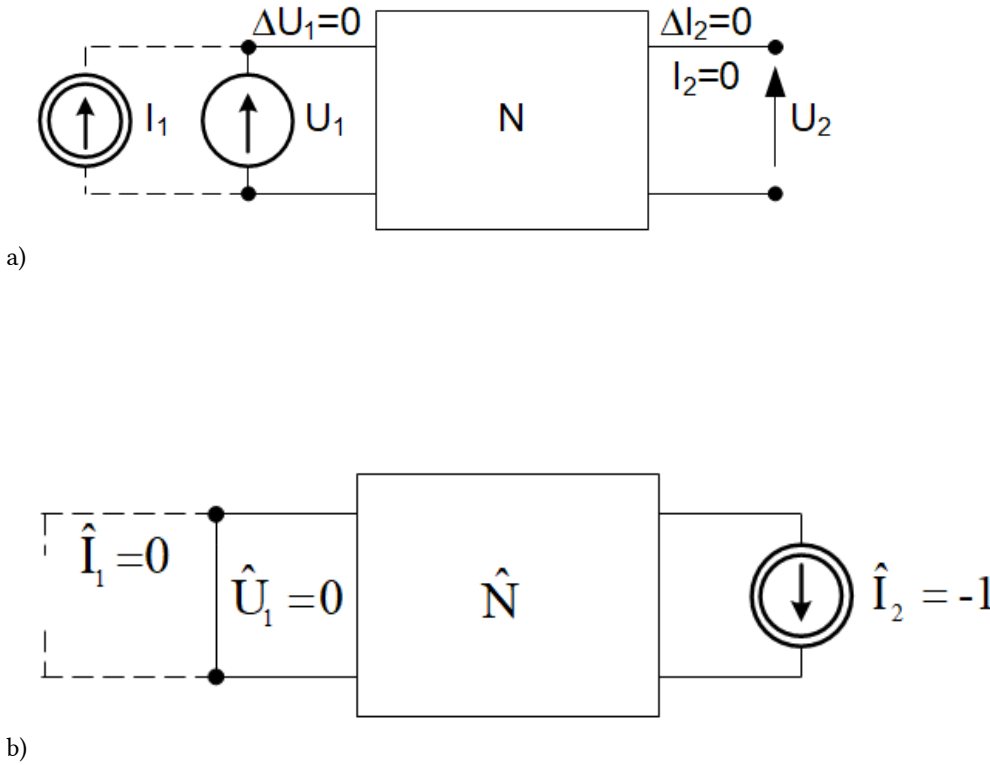 ΔU₁=0
ΔI₂=0
I₂=0
I₁
U₁
N
U₂
a)
Î₁ =0
Û₁ =0
N̂
Î₂ = -1
b)